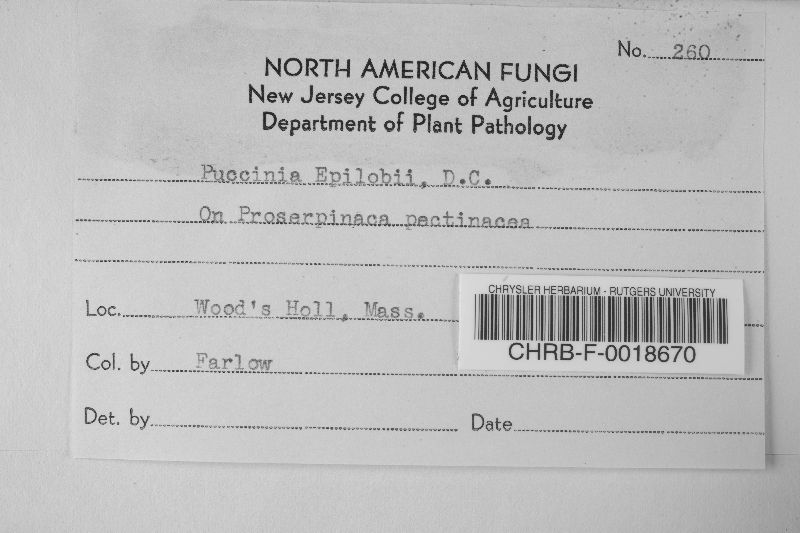 No. 260
NORTH AMERICAN FUNGI
New Jersey College of Agriculture
Department of Plant Pathology
Puccinia Epilobii, D.C.
On Proserpinaca pectinacea
Loc. Wood's Holl, Mass.
CHRYSLER HERBARIUM - RUTGERS UNIVERSITY
CHRB-F-0018670
Col. by Farlow
Det. by
Date